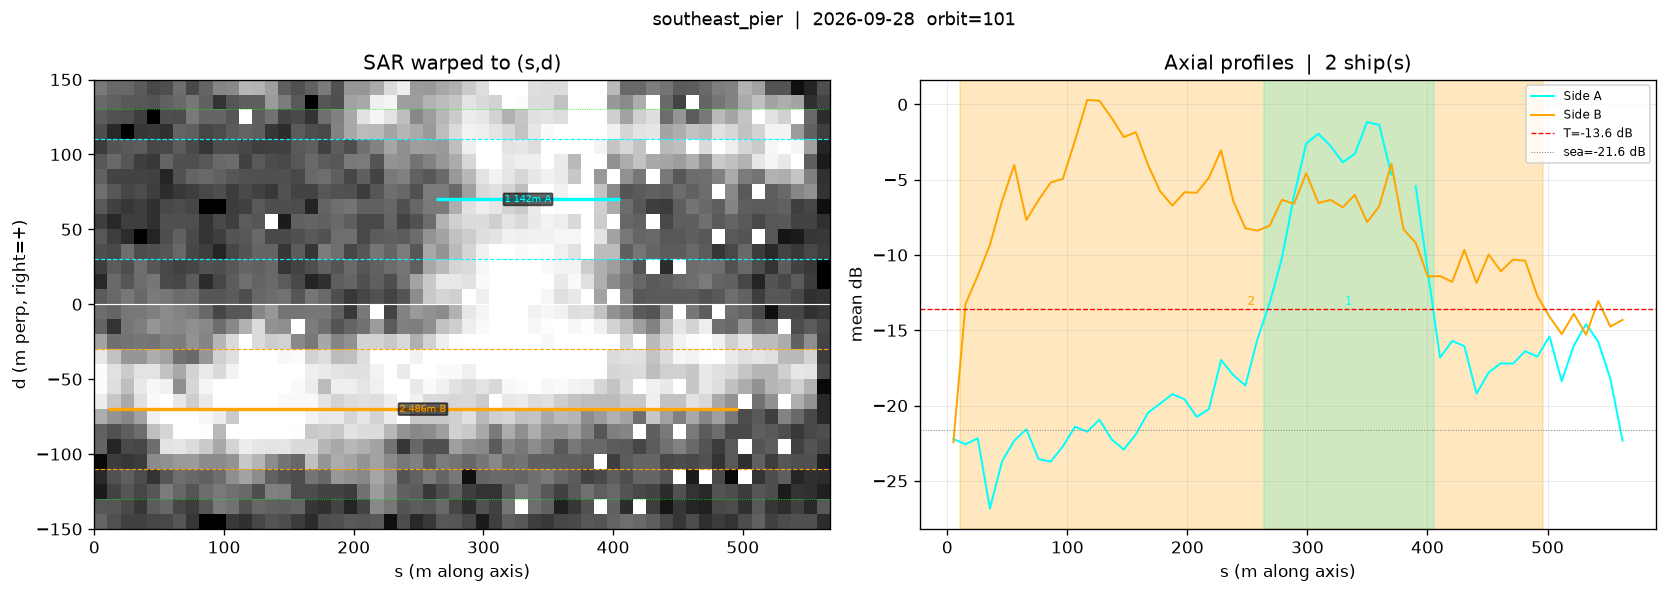 southeast_pier | 2026-09-28 orbit=101
SAR warped to (s,d)
150
100
50
0
−50
−100
−150
d (m perp, right=+)
1 142m A
2 486m B
0
100
200
300
400
500
s (m along axis)
Axial profiles | 2 ship(s)
0
−5
−10
−15
−20
−25
mean dB
Side A
Side B
T=-13.6 dB
sea=-21.6 dB
2
1
0
100
200
300
400
500
s (m along axis)